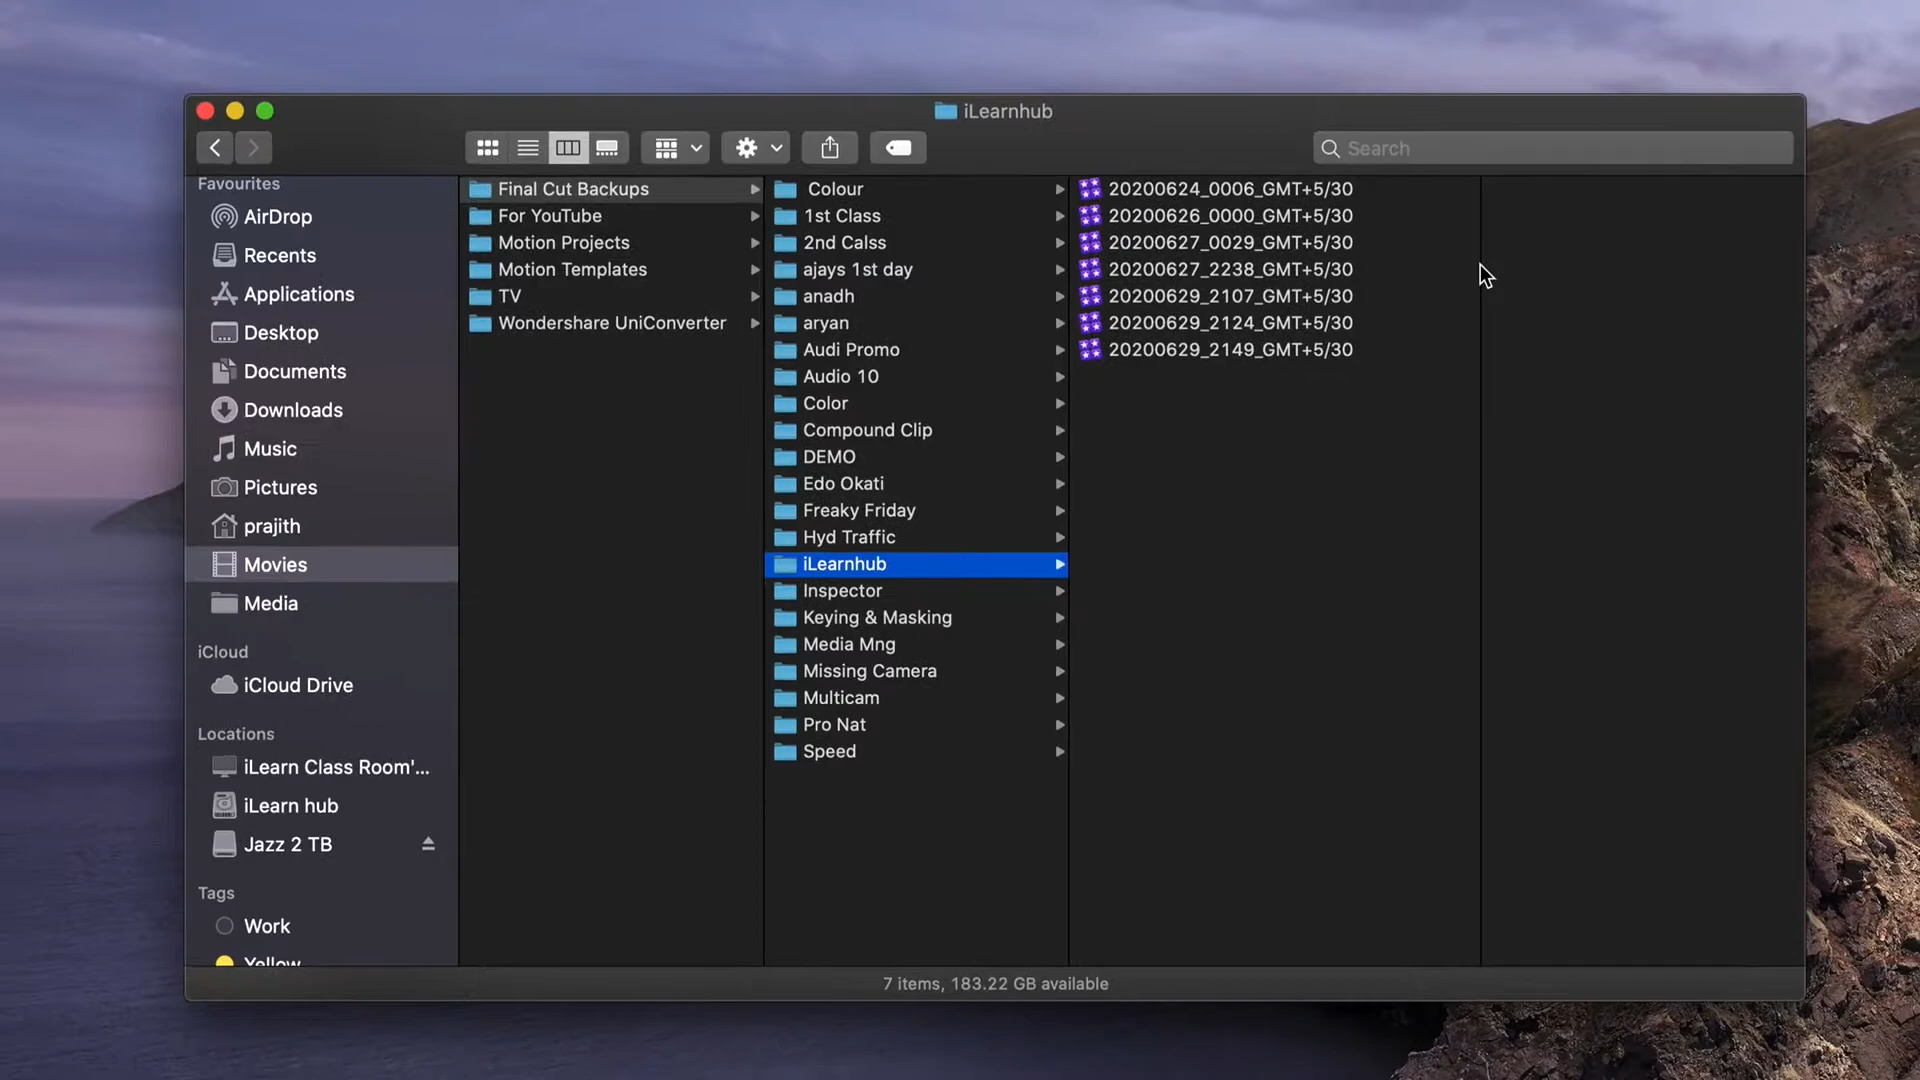 iLearnhub
Search
Favourites
AirDrop
Recents
Applications
Desktop
Documents
Downloads
Music
Pictures
prajith
Movies
Media
iCloud
iCloud Drive
Locations
iLearn Class Room'...
iLearn hub
Jazz 2 TB
Tags
Work
Yellow
Final Cut Backups
For YouTube
Motion Projects
Motion Templates
TV
Wondershare UniConverter
Colour
1st Class
2nd Calss
ajays 1st day
anadh
aryan
Audi Promo
Audio 10
Color
Compound Clip
DEMO
Edo Okati
Freaky Friday
Hyd Traffic
iLearnhub
Inspector
Keying & Masking
Media Mng
Missing Camera
Multicam
Pro Nat
Speed
20200624_0006_GMT+5/30
20200626_0000_GMT+5/30
20200627_0029_GMT+5/30
20200627_2238_GMT+5/30
20200629_2107_GMT+5/30
20200629_2124_GMT+5/30
20200629_2149_GMT+5/30
7 items, 183.22 GB available